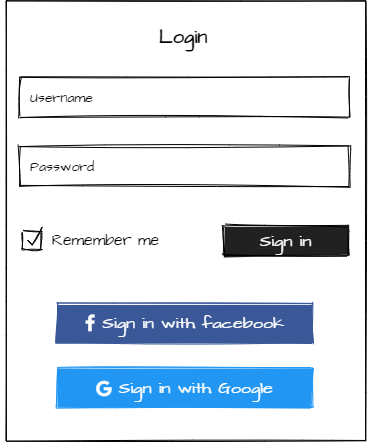 Login
Username
Password
Remember me
Sign in
Sign in with facebook
Sign in with Google